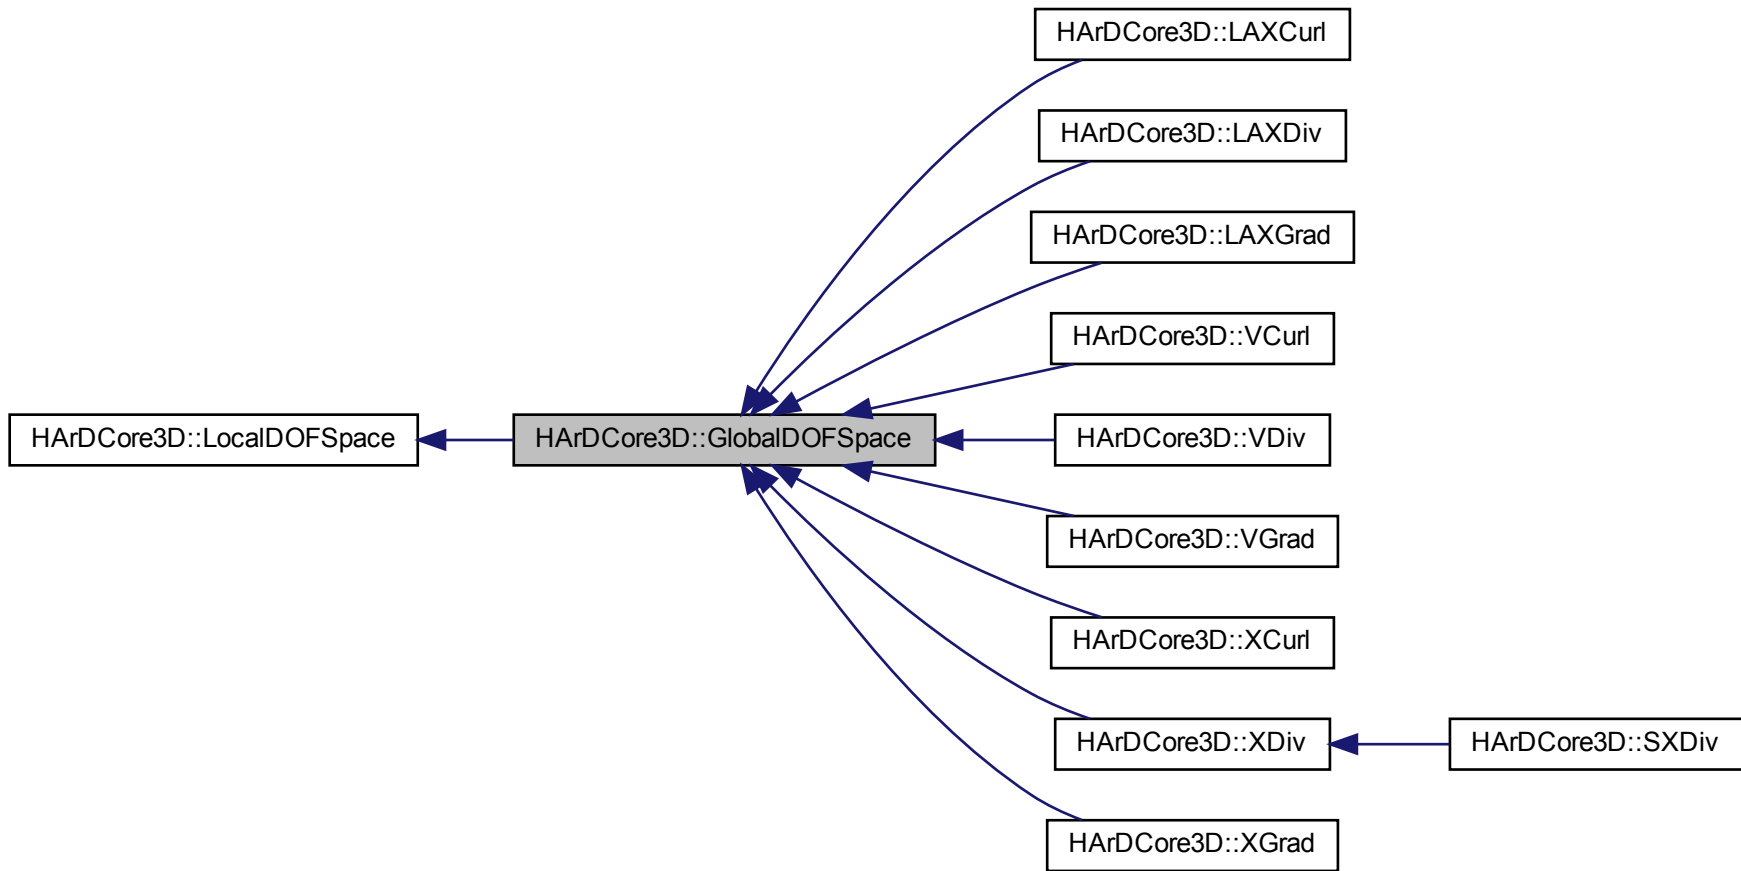 HArDCore3D::LAXCurl
HArDCore3D::LAXDiv
HArDCore3D::LAXGrad
HArDCore3D::VCurl
HArDCore3D::LocalDOFSpace
HArDCore3D::GlobalDOFSpace
HArDCore3D::VDiv
HArDCore3D::VGrad
HArDCore3D::XCurl
HArDCore3D::XDiv
HArDCore3D::SXDiv
HArDCore3D::XGrad